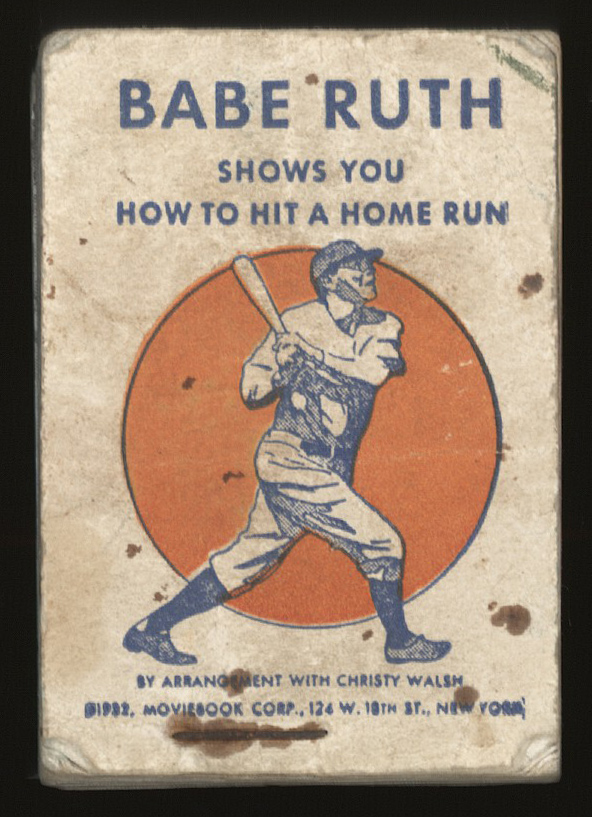 BABE RUTH
SHOWS YOU
HOW TO HIT A HOME RUN
BY ARRANGEMENT WITH CHRISTY WALSH
©1932, MOVIEBOOK CORP., 124 W. 18TH ST., NEW YORK